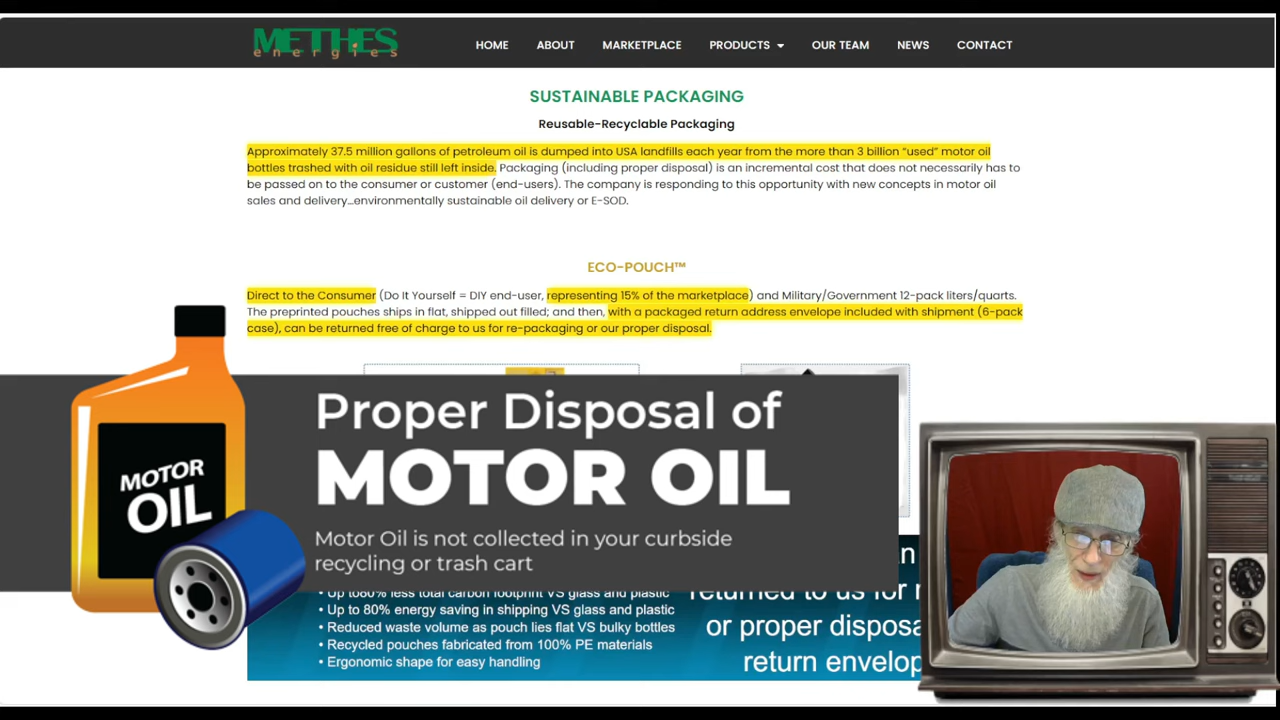 METHES
energies
HOME ABOUT MARKETPLACE PRODUCTS OUR TEAM NEWS CONTACT
SUSTAINABLE PACKAGING
Reusable-Recyclable Packaging
Approximately 37.5 million gallons of petroleum oil is dumped into USA landfills each year from the more than 3 billion “used” motor oil
bottles trashed with oil residue still left inside. Packaging (including proper disposal) is an incremental cost that does not necessarily has to
be passed on to the consumer or customer (end-users). The company is responding to this opportunity with new concepts in motor oil
sales and delivery…environmentally sustainable oil delivery or E-SOD.
ECO-POUCH™
Direct to the Consumer (Do It Yourself = DIY end-user, representing 15% of the marketplace) and Military/Government 12-pack liters/quarts.
The preprinted pouches ships in flat, shipped out filled; and then, with a packaged return address envelope included with shipment (6-pack
case), can be returned free of charge to us for re-packaging or our proper disposal.
MOTOR
OIL
Proper Disposal of
MOTOR OIL
Motor Oil is not collected in your curbside
recycling or trash cart
• Up to80% less total carbon footprint VS glass and plastic
• Up to 80% energy saving in shipping VS glass and plastic
• Reduced waste volume as pouch lies flat VS bulky bottles
• Recycled pouches fabricated from 100% PE materials
• Ergonomic shape for easy handling
returned to us for
or proper
return